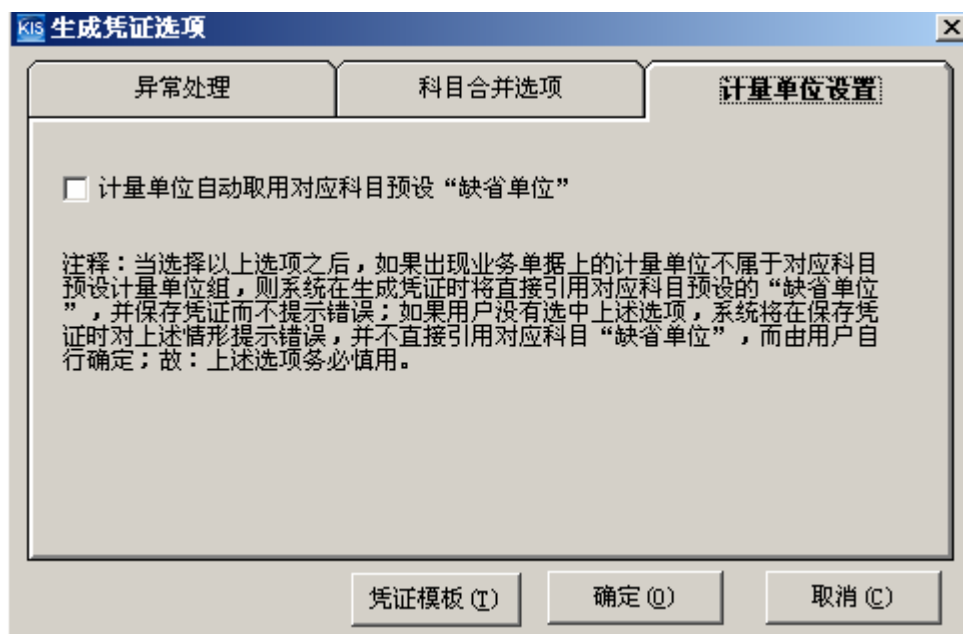 KIS 生成凭证选项
异常处理 科目合并选项 计量单位设置
计量单位自动取用对应科目预设“缺省单位”
注释：当选择以上选项之后，如果出现业务单据上的计量单位不属于对应科目
预设计量单位组，则系统在生成凭证时将直接引用对应科目预设的“缺省单位
”，并保存凭证而不提示错误；如果用户没有选中上述选项，系统将在保存凭
证时对上述情形提示错误，并不直接引用对应科目“缺省单位”，而由用户自
行确定；故：上述选项务必慎用。
凭证模板(T) 确定(O) 取消(C)